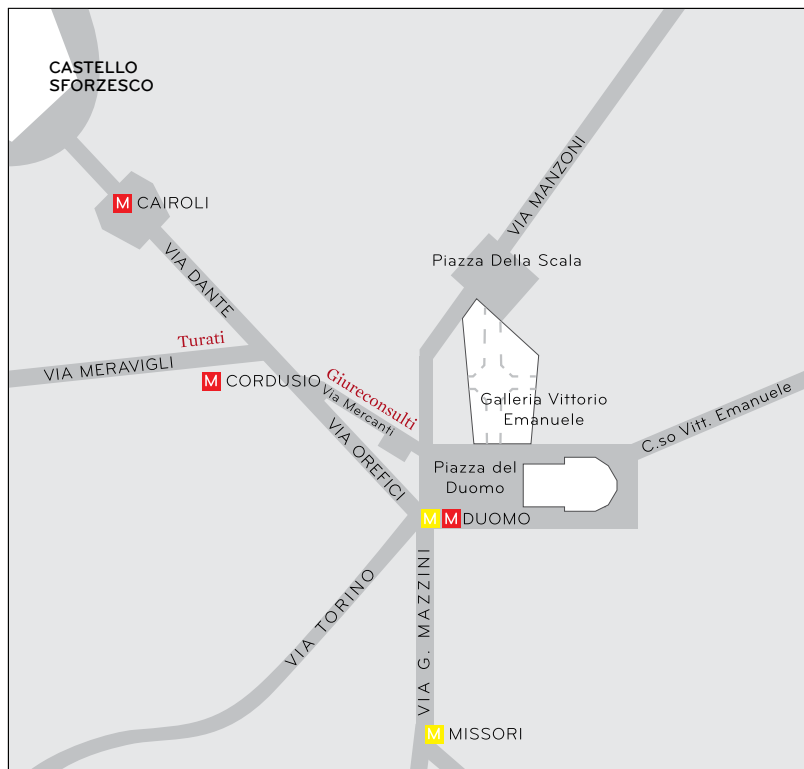 CASTELLO
SFORZESCO
M CAIROLI
VIA MANZONI
Piazza Della Scala
VIA DANTE
Turati
VIA MERAVIGLI
M CORDUSIO
Giureconsulti
Via Mercanti
Galleria Vittorio
Emanuele
C.so Vitt. Emanuele
VIA OREFICI
Piazza del
Duomo
M M DUOMO
VIA TORINO
VIA G. MAZZINI
M MISSORI